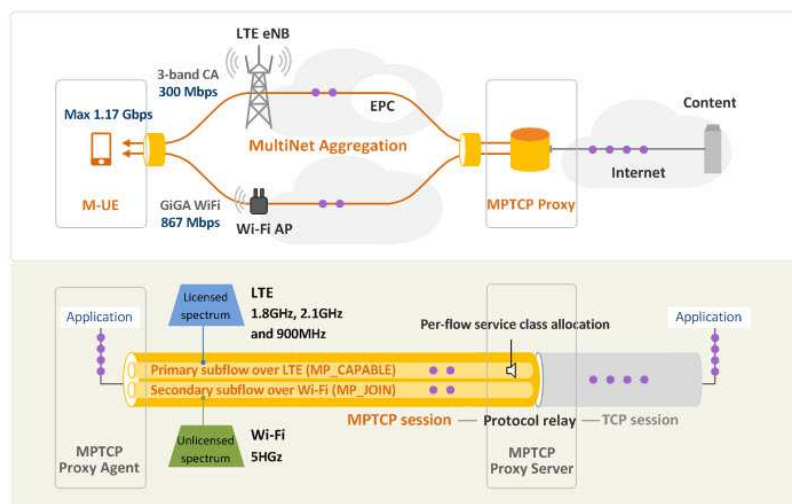 LTE eNB
3-band CA
300 Mbps
EPC
Content
Max 1.17 Gbps
MultiNet Aggregation
Internet
M-UE
GiGA WiFi
867 Mbps
Wi-Fi AP
MPTCP Proxy
Licensed
spectrum
LTE
1.8GHz, 2.1GHz
and 900MHz
Application
Per-flow service class allocation
Application
Primary subflow over LTE (MP_CAPABLE)
Secondary subflow over Wi-Fi (MP_JOIN)
MPTCP session — Protocol relay — TCP session
MPTCP
Proxy Agent
Unlicensed
spectrum
Wi-Fi
5HGz
MPTCP
Proxy Server